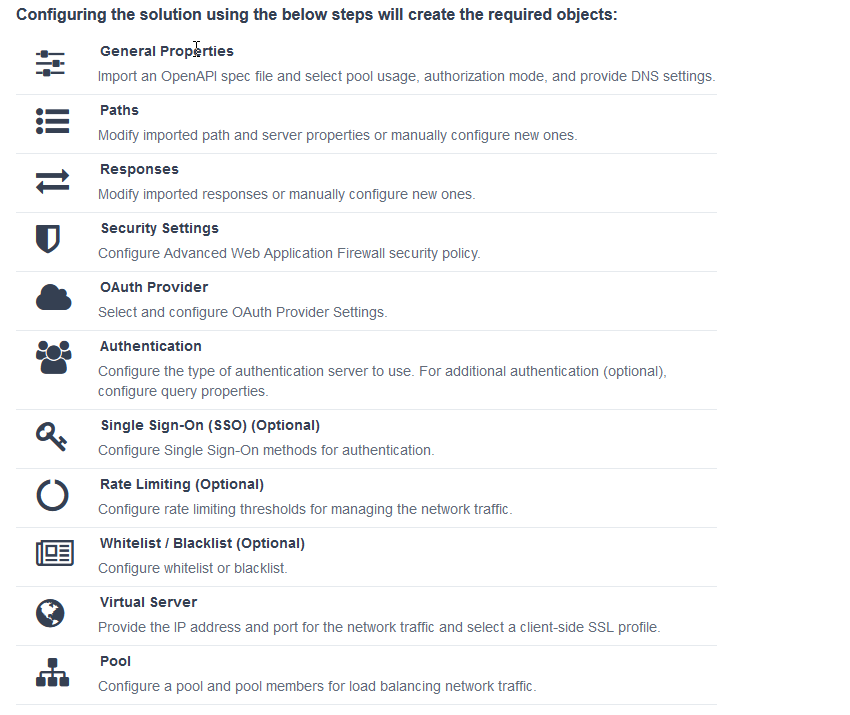 Configuring the solution using the below steps will create the required objects:
General Properties
Import an OpenAPI spec file and select pool usage, authorization mode, and provide DNS settings.
Paths
Modify imported path and server properties or manually configure new ones.
Responses
Modify imported responses or manually configure new ones.
Security Settings
Configure Advanced Web Application Firewall security policy.
OAuth Provider
Select and configure OAuth Provider Settings.
Authentication
Configure the type of authentication server to use. For additional authentication (optional),
configure query properties.
Single Sign-On (SSO) (Optional)
Configure Single Sign-On methods for authentication.
Rate Limiting (Optional)
Configure rate limiting thresholds for managing the network traffic.
Whitelist / Blacklist (Optional)
Configure whitelist or blacklist.
Virtual Server
Provide the IP address and port for the network traffic and select a client-side SSL profile.
Pool
Configure a pool and pool members for load balancing network traffic.